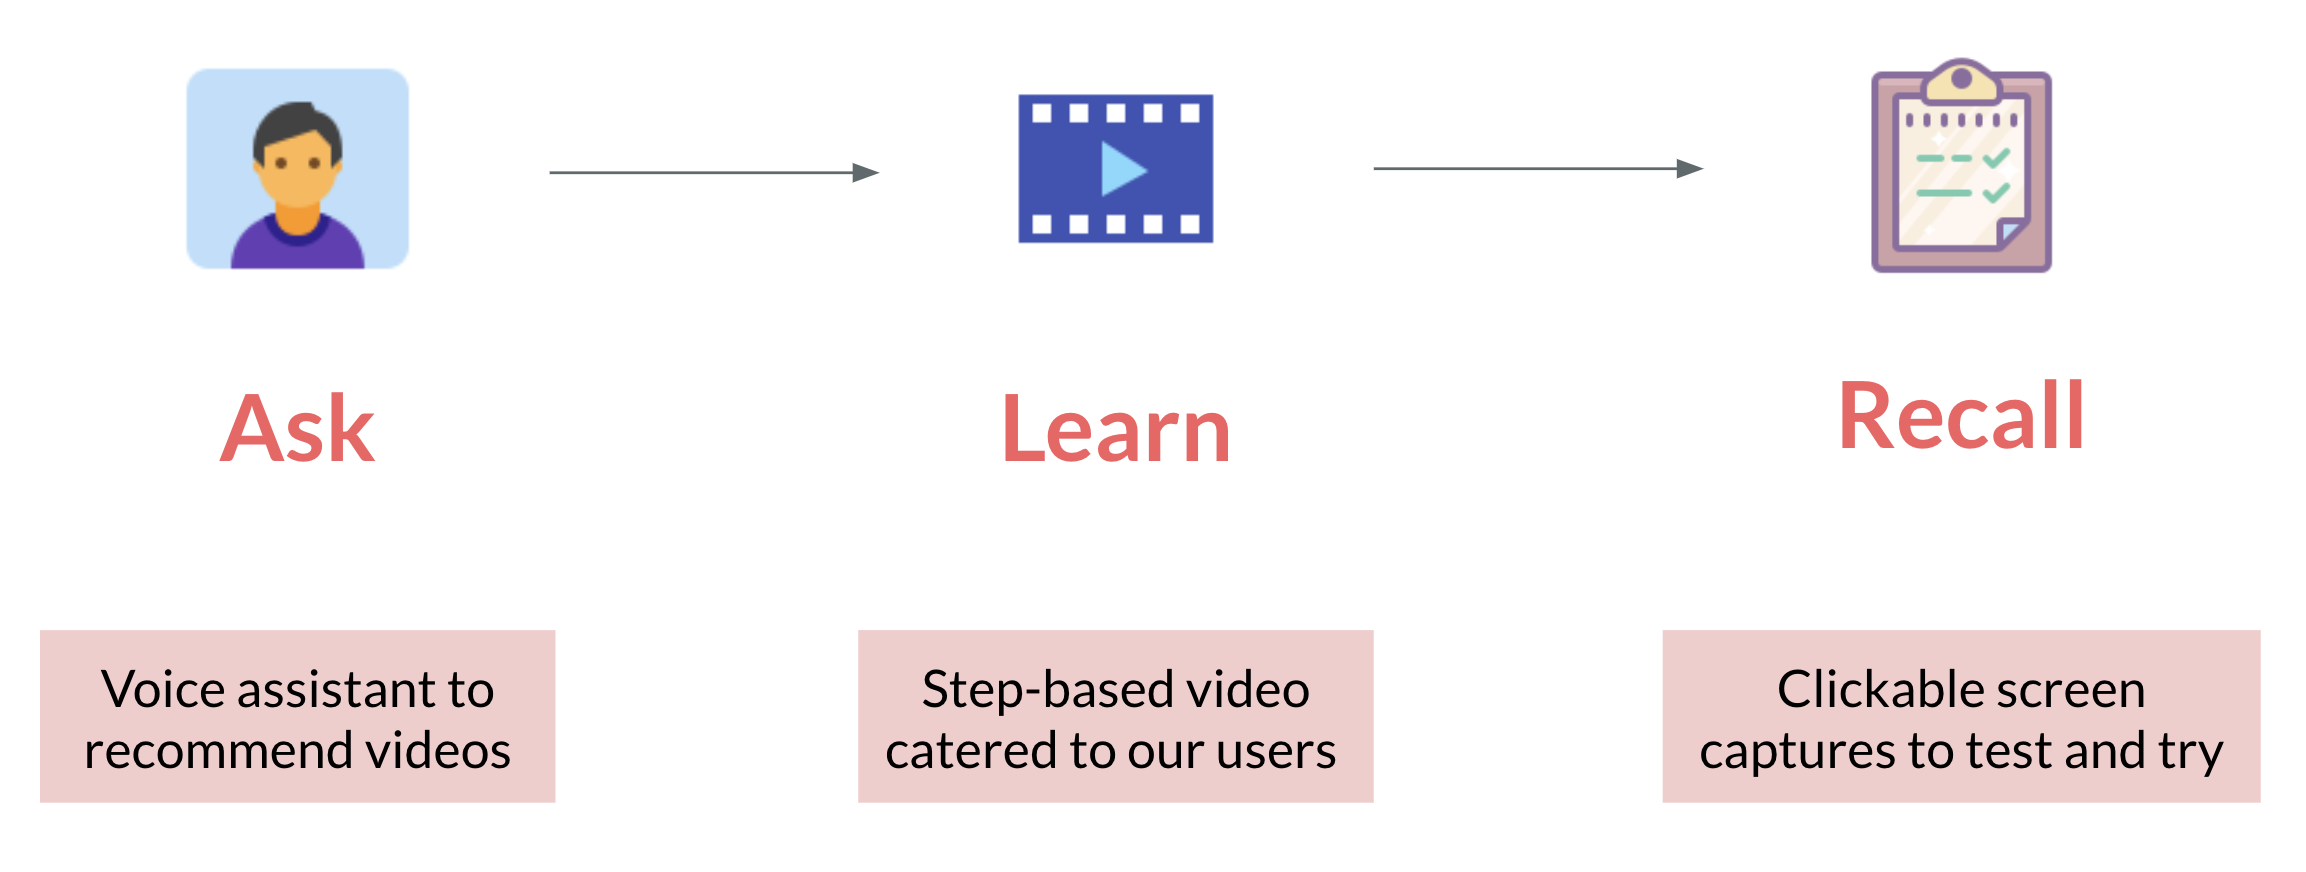 Ask
Learn
Recall
Voice assistant to
recommend videos
Step-based video
catered to our users
Clickable screen
captures to test and try